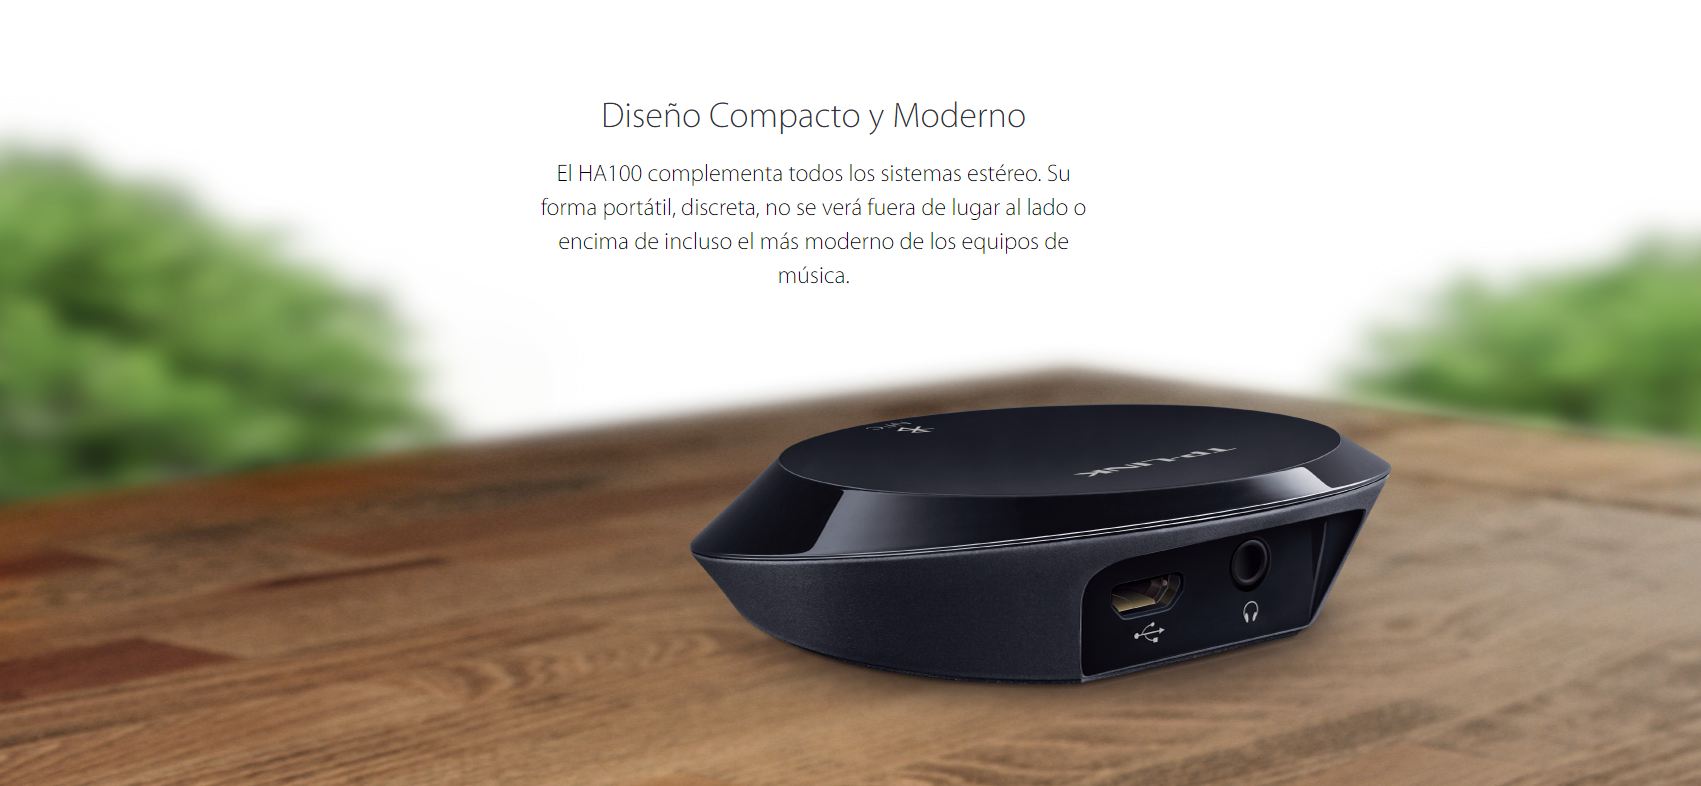 Diseño Compacto y Moderno
El HA100 complementa todos los sistemas estéreo. Su
forma portátil, discreta, no se verá fuera de lugar al lado o
encima de incluso el más moderno de los equipos de
música.
TP-LINK